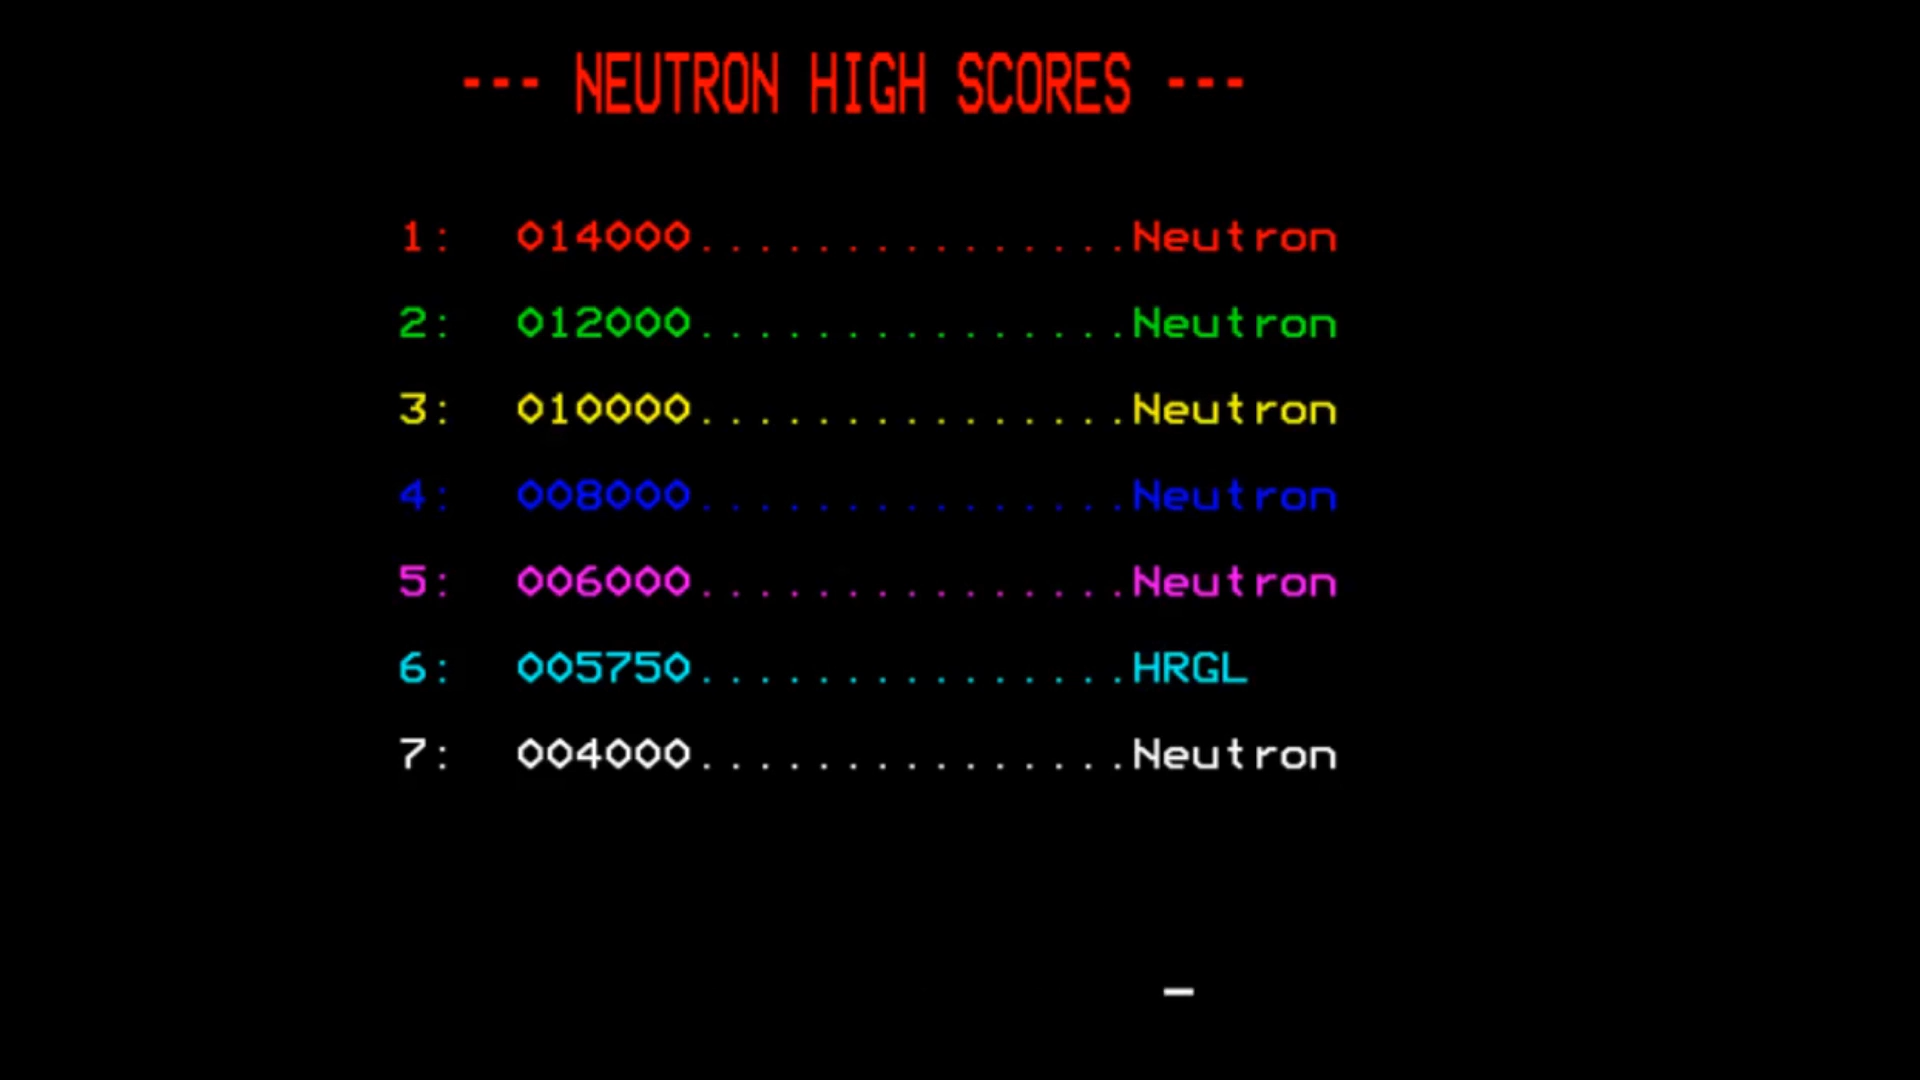 --- NEUTRON HIGH SCORES ---
1: 014000...............Neutron
2: 012000...............Neutron
3: 010000...............Neutron
4: 008000...............Neutron
5: 006000...............Neutron
6: 005750...............HRGL
7: 004000...............Neutron
_